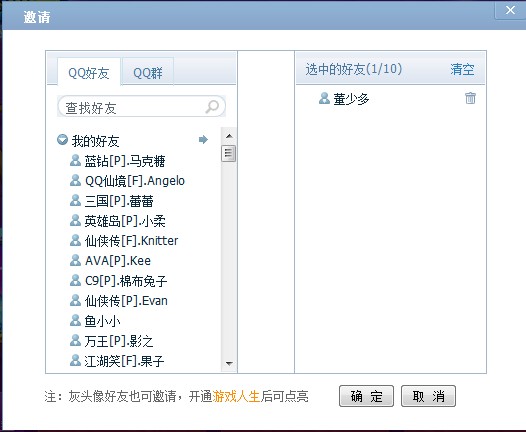 邀请
QQ好友 QQ群
查找好友
我的好友
蓝钻[P].马克糖
QQ仙境[F].Angelo
三国[P].蕾蕾
英雄岛[P].小柔
仙侠传[F].Knitter
AVA[P].Kee
C9[P].棉布兔子
仙侠传[P].Evan
鱼小小
万王[P].影之
江湖笑[F].果子
选中的好友(1/10) 清空
董少多
注：灰头像好友也可邀请，开通游戏人生后可点亮
确 定 取 消